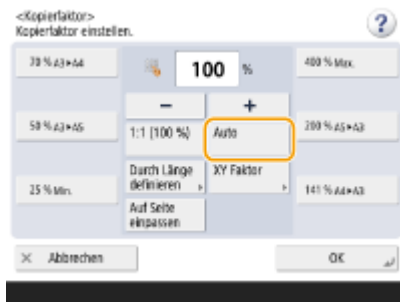 <Kopierfaktor>
Kopierfaktor einstellen.
?
70 % A3▸A4
100 %
400 % Max.
− +
50 % A3▸A5
1:1 (100 %)
Auto
200 % A5▸A3
Durch Länge
definieren
XY Faktor
25 % Min.
141 % A4▸A3
Auf Seite
einpassen
× Abbrechen
OK